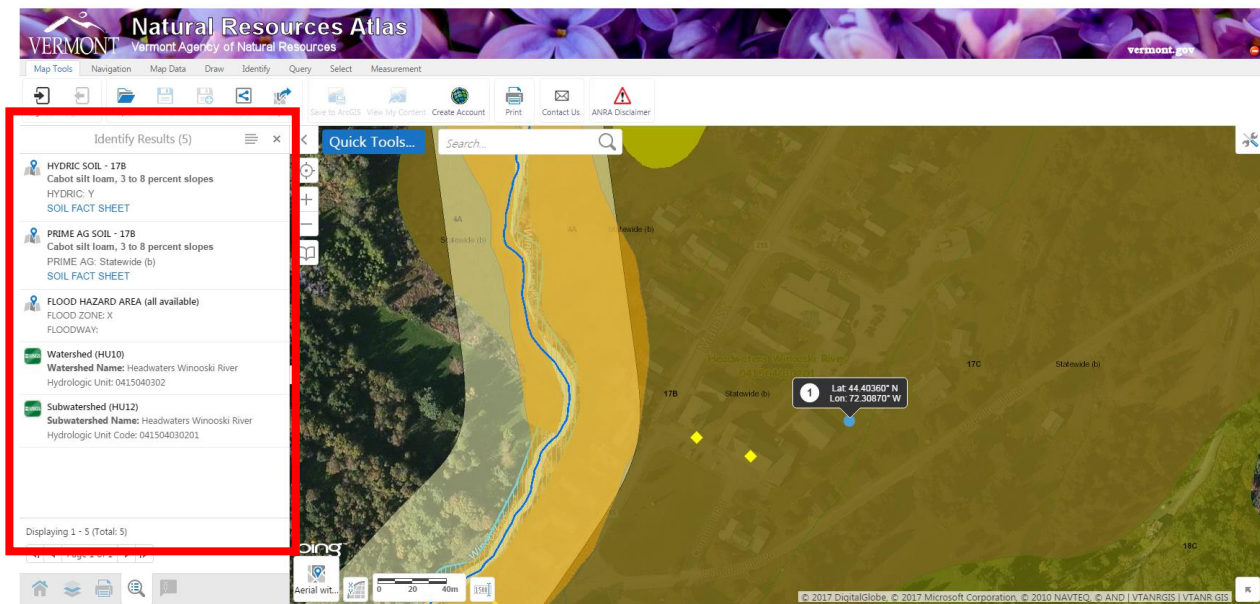 Natural Resources Atlas
VERMONT Vermont Agency of Natural Resources
vermont.gov
Map Tools Navigation Map Data Draw Identify Query Select Measurement
Save to ArcGIS View My Content Create Account Print Contact Us ANRA Disclaimer
Identify Results (5)
Quick Tools...
Search...
HYDRIC SOIL - 17B
Cabot silt loam, 3 to 8 percent slopes
HYDRIC: Y
SOIL FACT SHEET
PRIME AG SOIL - 17B
Cabot silt loam, 3 to 8 percent slopes
PRIME AG: Statewide (b)
SOIL FACT SHEET
FLOOD HAZARD AREA (all available)
FLOOD ZONE: X
FLOODWAY:
Watershed (HU10)
Watershed Name: Headwaters Winooski River
Hydrologic Unit: 0415040302
Subwatershed (HU12)
Subwatershed Name: Headwaters Winooski River
Hydrologic Unit Code: 041504030201
Displaying 1 - 5 (Total: 5)
4A
Statewide (b)
4A
Headwaters Winooski River
041504030201
17C
Statewide (b)
17B
Statewide (b)
1
Lat: 44.40360° N
Lon: 72.30870° W
18C
bing
Aerial wit...
0 20 40m
© 2017 DigitalGlobe, © 2017 Microsoft Corporation, © 2010 NAVTEQ, © AND | VTANRGIS | VTANR GIS